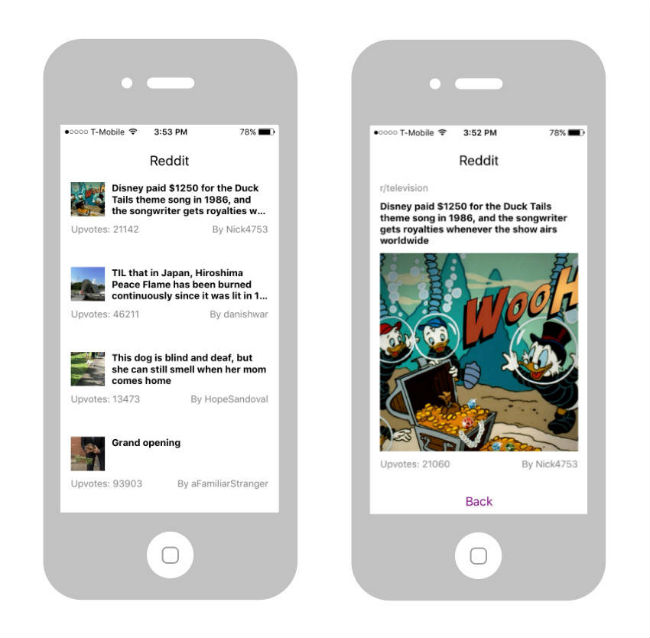 T-Mobile 3:53 PM 78%
Reddit
Disney paid $1250 for the Duck
Tails theme song in 1986, and
the songwriter gets royalties w...
Upvotes: 21142 By Nick4753
TIL that in Japan, Hiroshima
Peace Flame has been burned
continuously since it was lit in 1...
Upvotes: 46211 By danishwar
This dog is blind and deaf, but
she can still smell when her mom
comes home
Upvotes: 13473 By HopeSandoval
Grand opening
Upvotes: 93903 By aFamiliarStranger
T-Mobile 3:52 PM 78%
Reddit
r/television
Disney paid $1250 for the Duck Tails
theme song in 1986, and the songwriter
gets royalties whenever the show airs
worldwide
WOOH
Upvotes: 21060 By Nick4753
Back